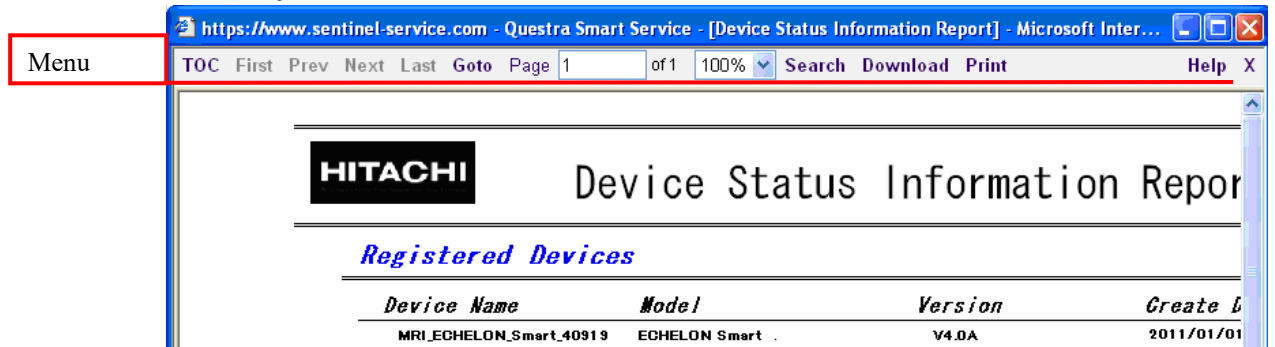 https://www.sentinel-service.com - Questra Smart Service - [Device Status Information Report] - Microsoft Inter...
Menu
TOC First Prev Next Last Goto Page 1 of 1 100% Search Download Print Help X
HITACHI
Device Status Information Repor
Registered Devices
Device Name Model Version Create D
MRI_ECHELON_Smart_40919 ECHELON Smart . V4.0A 2011/01/01